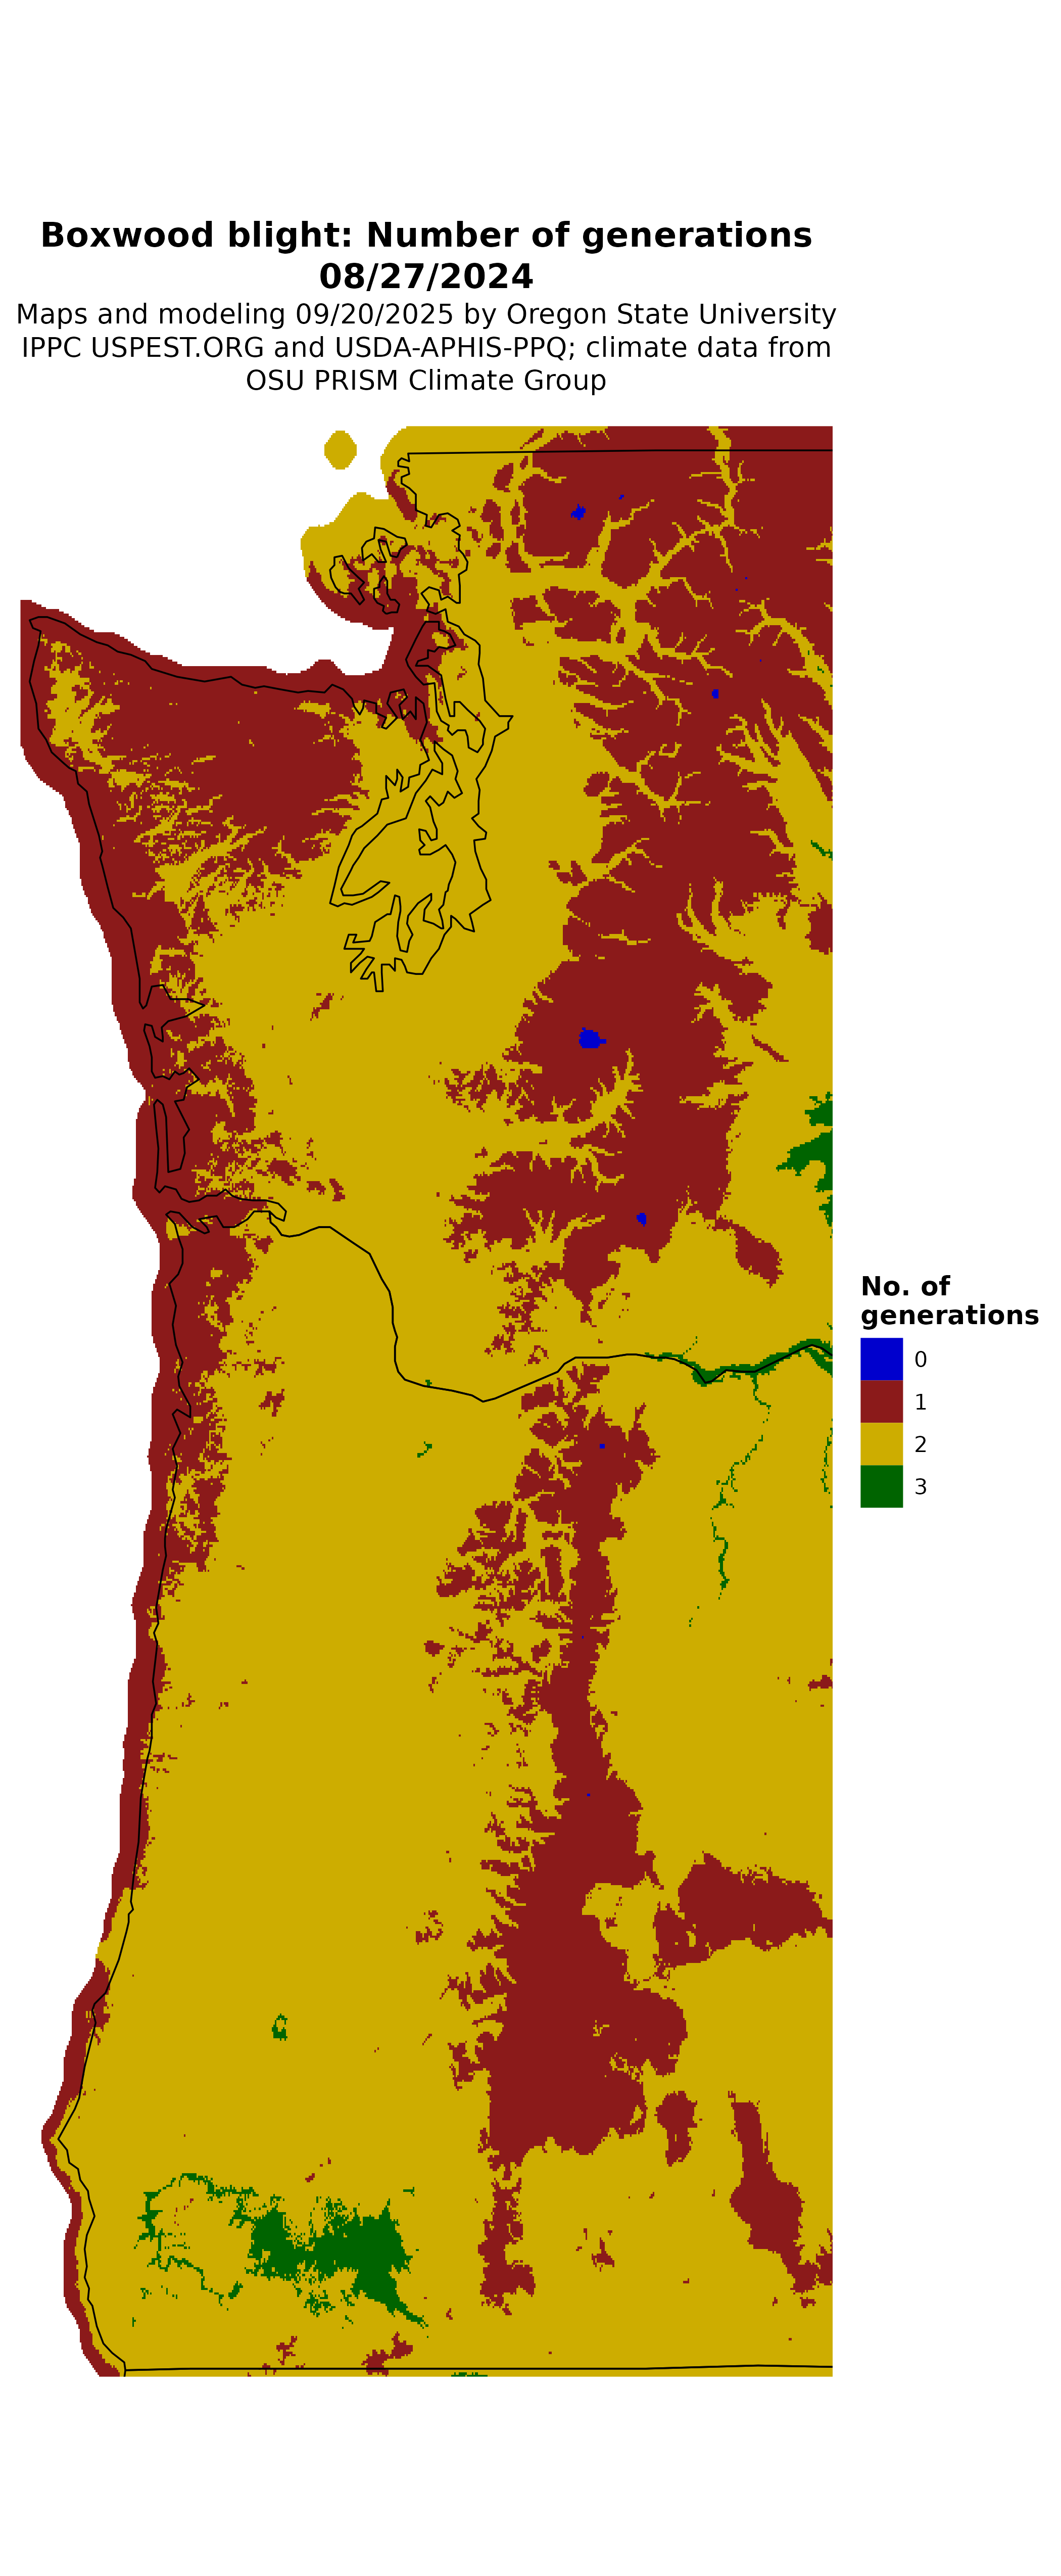 Boxwood blight: Number of generations
08/27/2024
Maps and modeling 09/20/2025 by Oregon State University
IPPC USPEST.ORG and USDA-APHIS-PPQ; climate data from
OSU PRISM Climate Group
No. of
generations
0
1
2
3